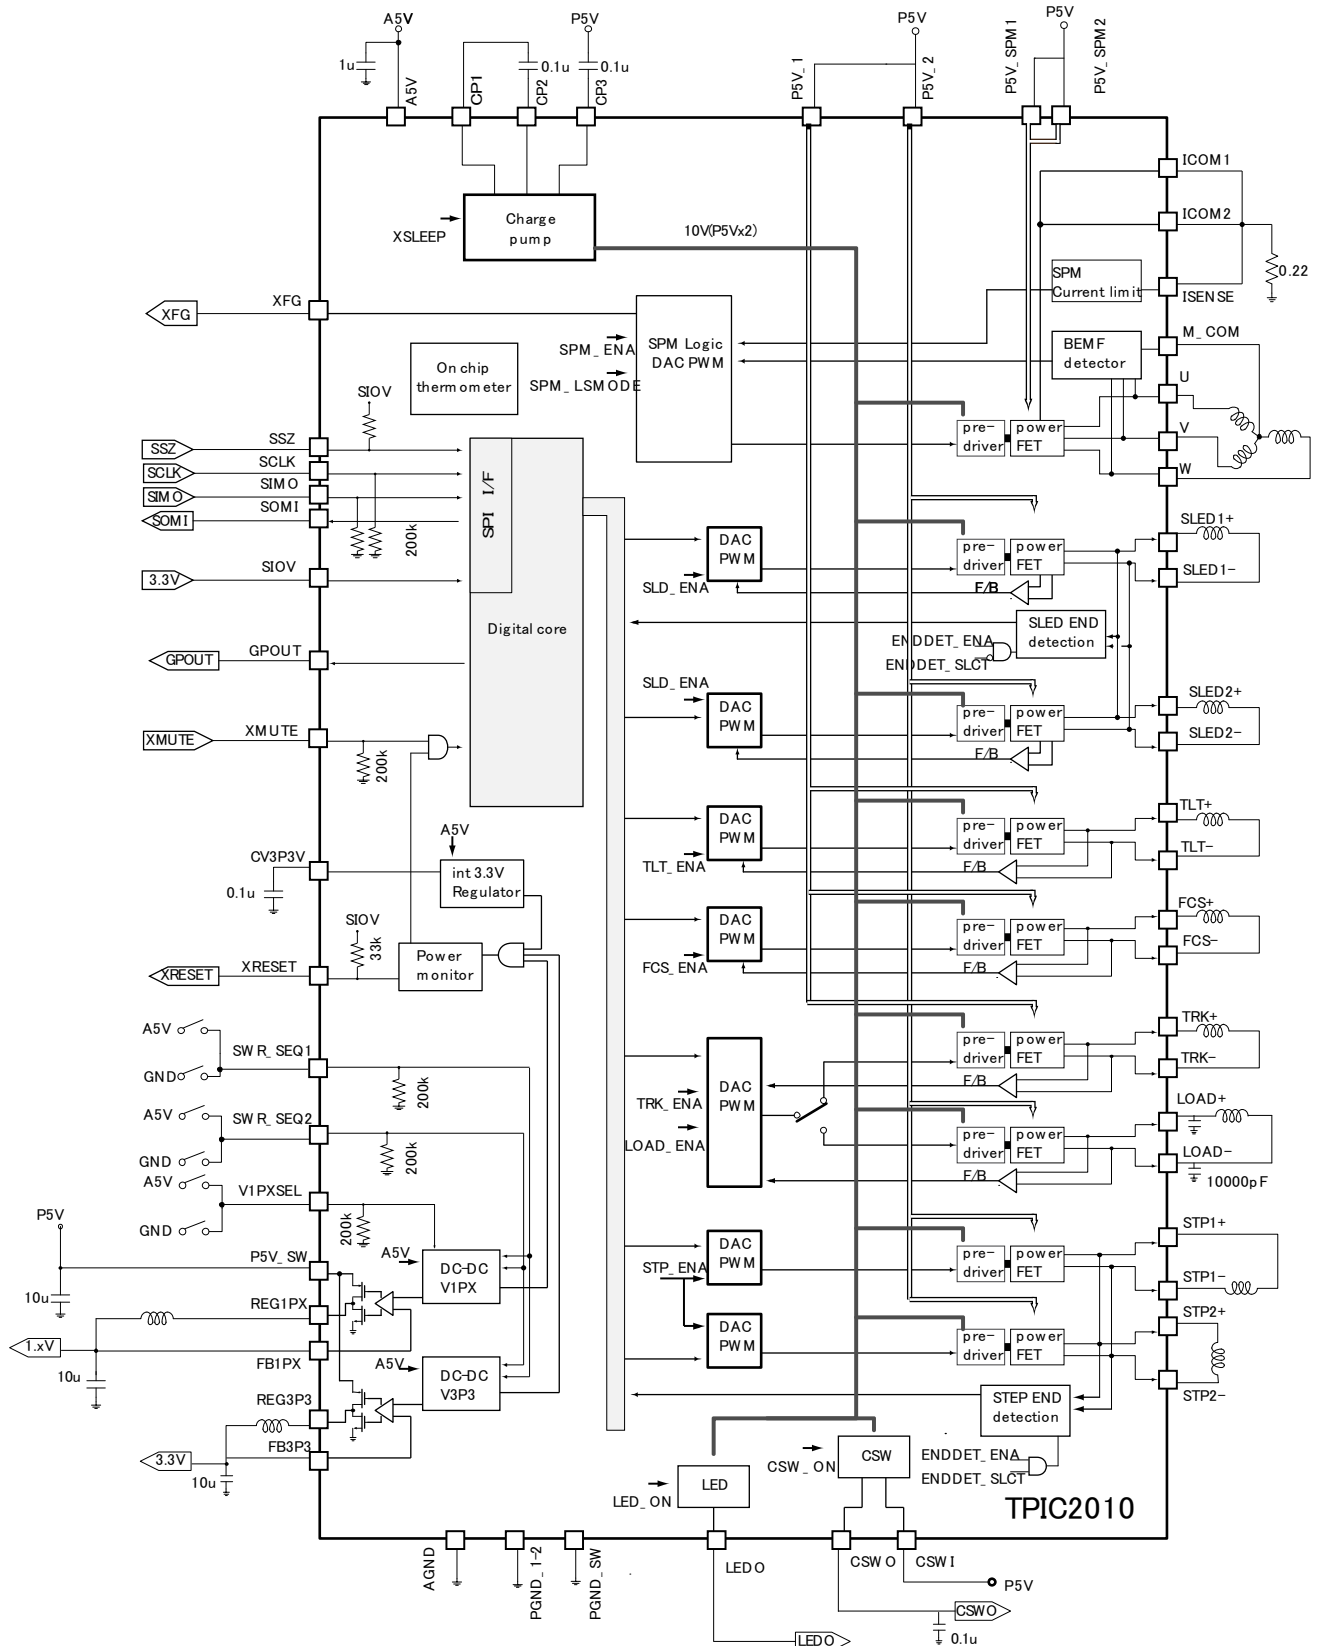 A5V
P5V
P5V
P5V
1u
0.1u
0.1u
A5V
CP1
CP2
CP3
P5V_1
P5V_2
P5V_SPM1
P5V_SPM2
ICOM1
ICOM2
ISENSE
0.22
XSLEEP
Charge
pump
10V(P5Vx2)
SPM
Current limit
XFG
XFG
SPM_ENA
SPM_LSMODE
SPM Logic
DAC PWM
BEMF
detector
M_COM
U
V
W
On chip
thermometer
SIOV
pre-
driver
power
FET
SSZ
SSZ
SCLK
SCLK
SIMO
SIMO
SOMI
SOMI
200k
SPI I/F
3.3V
SIOV
Digital core
DAC
PWM
SLD_ENA
pre-
driver
power
FET
F/B
SLED1+
SLED1-
SLED END
detection
ENDDET_ENA
ENDDET_SLCT
GPOUT
GPOUT
SLD_ENA
DAC
PWM
pre-
driver
power
FET
F/B
SLED2+
SLED2-
XMUTE
XMUTE
200k
DAC
PWM
TLT_ENA
pre-
driver
power
FET
F/B
TLT+
TLT-
A5V
CV3P3V
0.1u
int 3.3V
Regulator
DAC
PWM
FCS_ENA
pre-
driver
power
FET
F/B
FCS+
FCS-
SIOV
33k
XRESET
XRESET
Power
monitor
A5V
GND
SWR_SEQ1
200k
TRK_ENA
LOAD_ENA
DAC
PWM
pre-
driver
power
FET
F/B
TRK+
TRK-
A5V
GND
SWR_SEQ2
200k
pre-
driver
power
FET
F/B
LOAD+
LOAD-
10000pF
A5V
GND
V1PXSEL
200k
P5V
P5V_SW
10u
A5V
DC-DC
V1PX
REG1PX
1.xV
FB1PX
10u
STP_ENA
DAC
PWM
pre-
driver
power
FET
STP1+
STP1-
DAC
PWM
pre-
driver
power
FET
STP2+
STP2-
A5V
DC-DC
V3P3
REG3P3
FB3P3
3.3V
10u
STEP END
detection
ENDDET_ENA
ENDDET_SLCT
CSW_ON
CSW
LED_ON
LED
TPIC2010
AGND
PGND_1-2
PGND_SW
LEDO
CSWO
CSWI
P5V
CSWO
0.1u
LEDO